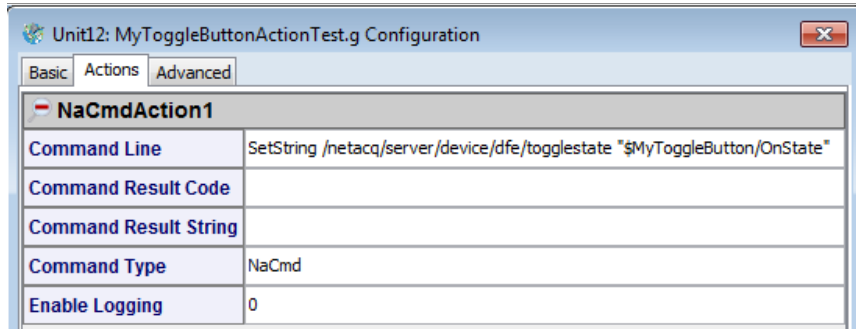 Unit12: MyToggleButtonActionTest.g Configuration
Basic Actions Advanced
NaCmdAction1
Command Line SetString /netacq/server/device/dfe/togglestate "$MyToggleButton/OnState"
Command Result Code
Command Result String
Command Type NaCmd
Enable Logging 0